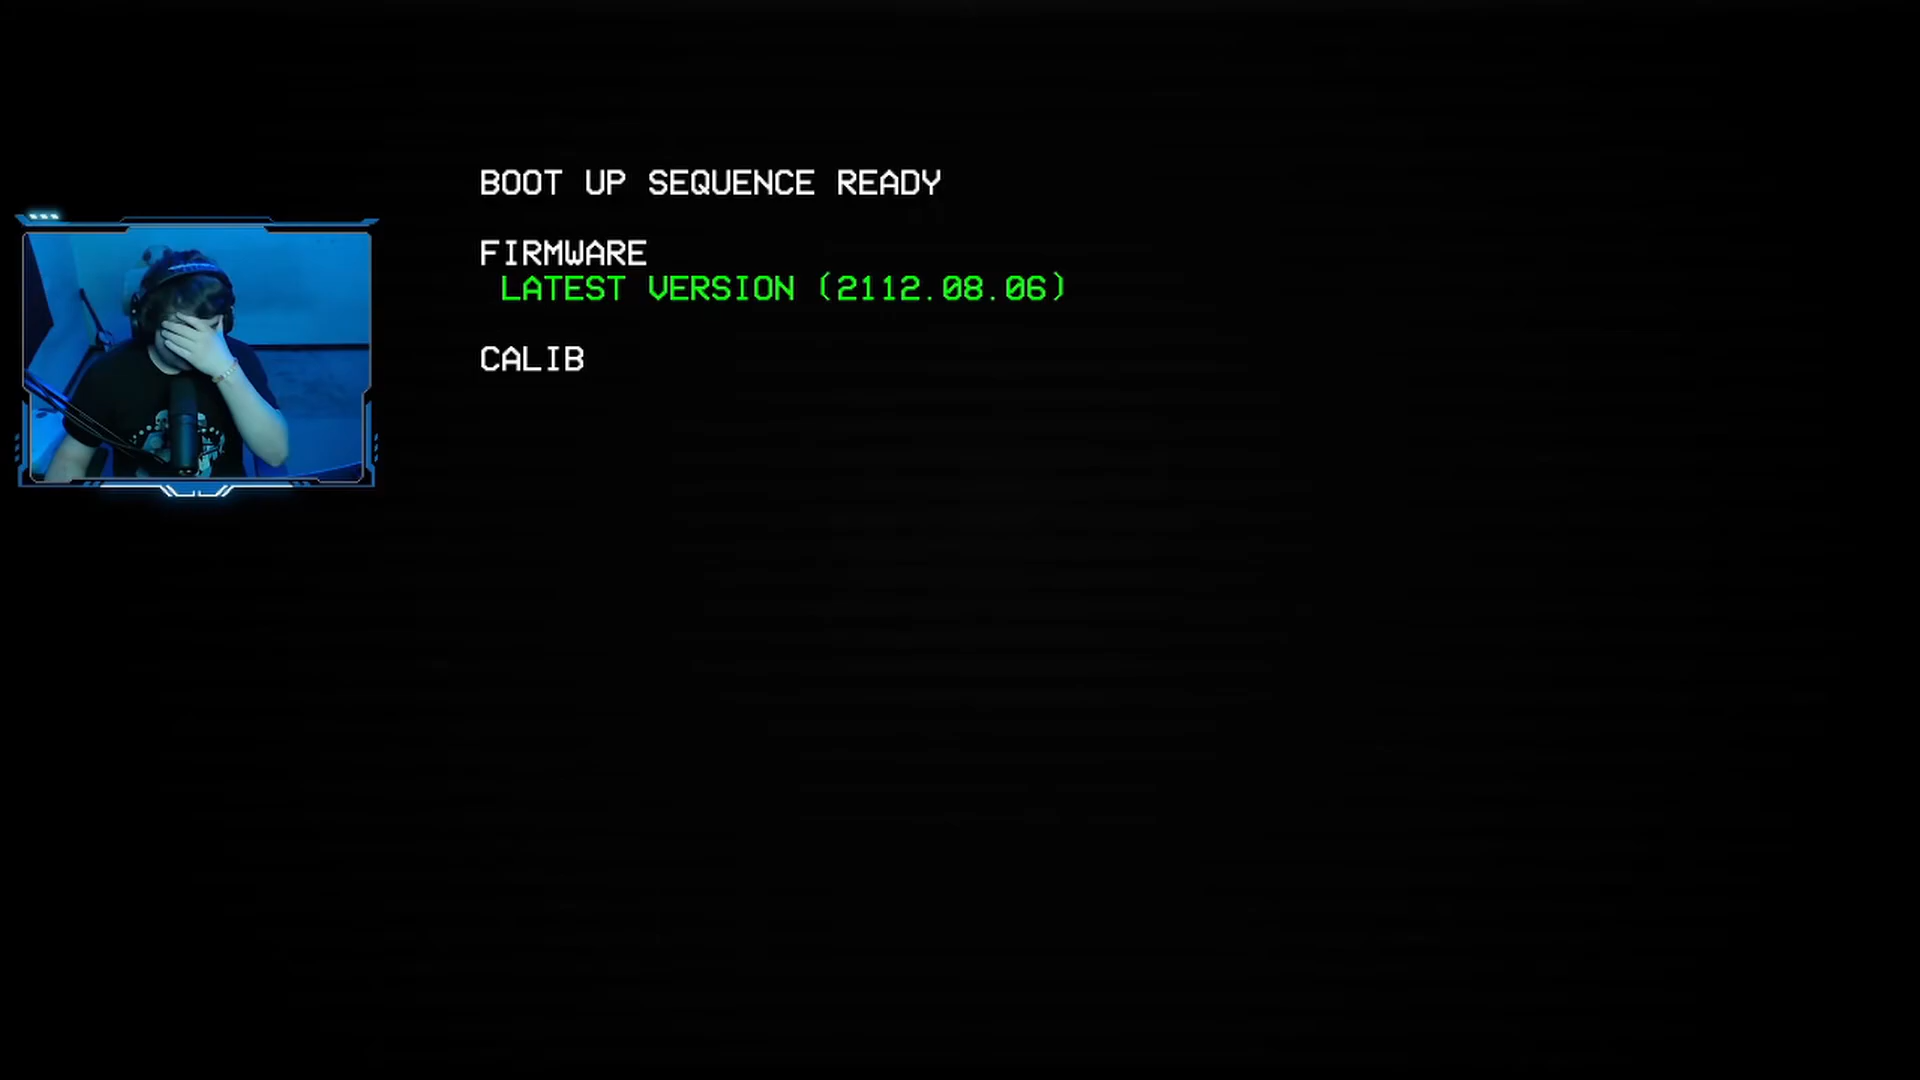 BOOT UP SEQUENCE READY
FIRMWARE
LATEST VERSION (2112.08.06)
CALIB